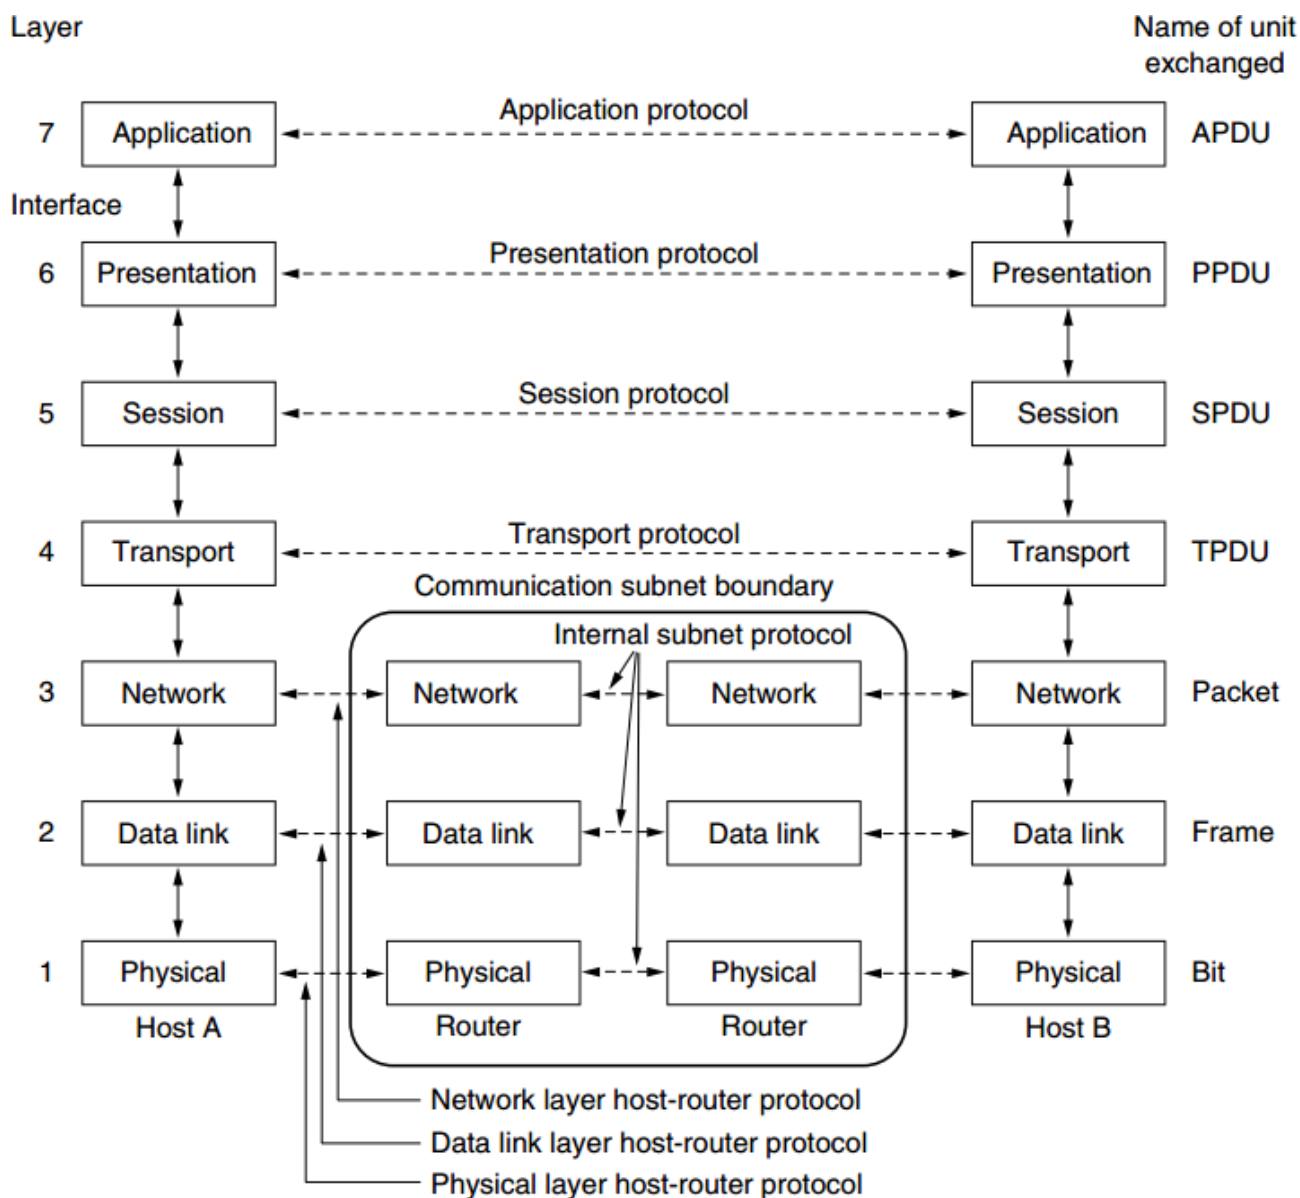 Layer
Name of unit
exchanged
Application protocol
7 Application Application APDU
Interface
Presentation protocol
6 Presentation Presentation PPDU
Session protocol
5 Session Session SPDU
Transport protocol
4 Transport Transport TPDU
Communication subnet boundary
Internal subnet protocol
3 Network Network Network Network Packet
2 Data link Data link Data link Data link Frame
1 Physical Physical Physical Physical Bit
Host A Router Router Host B
Network layer host-router protocol
Data link layer host-router protocol
Physical layer host-router protocol